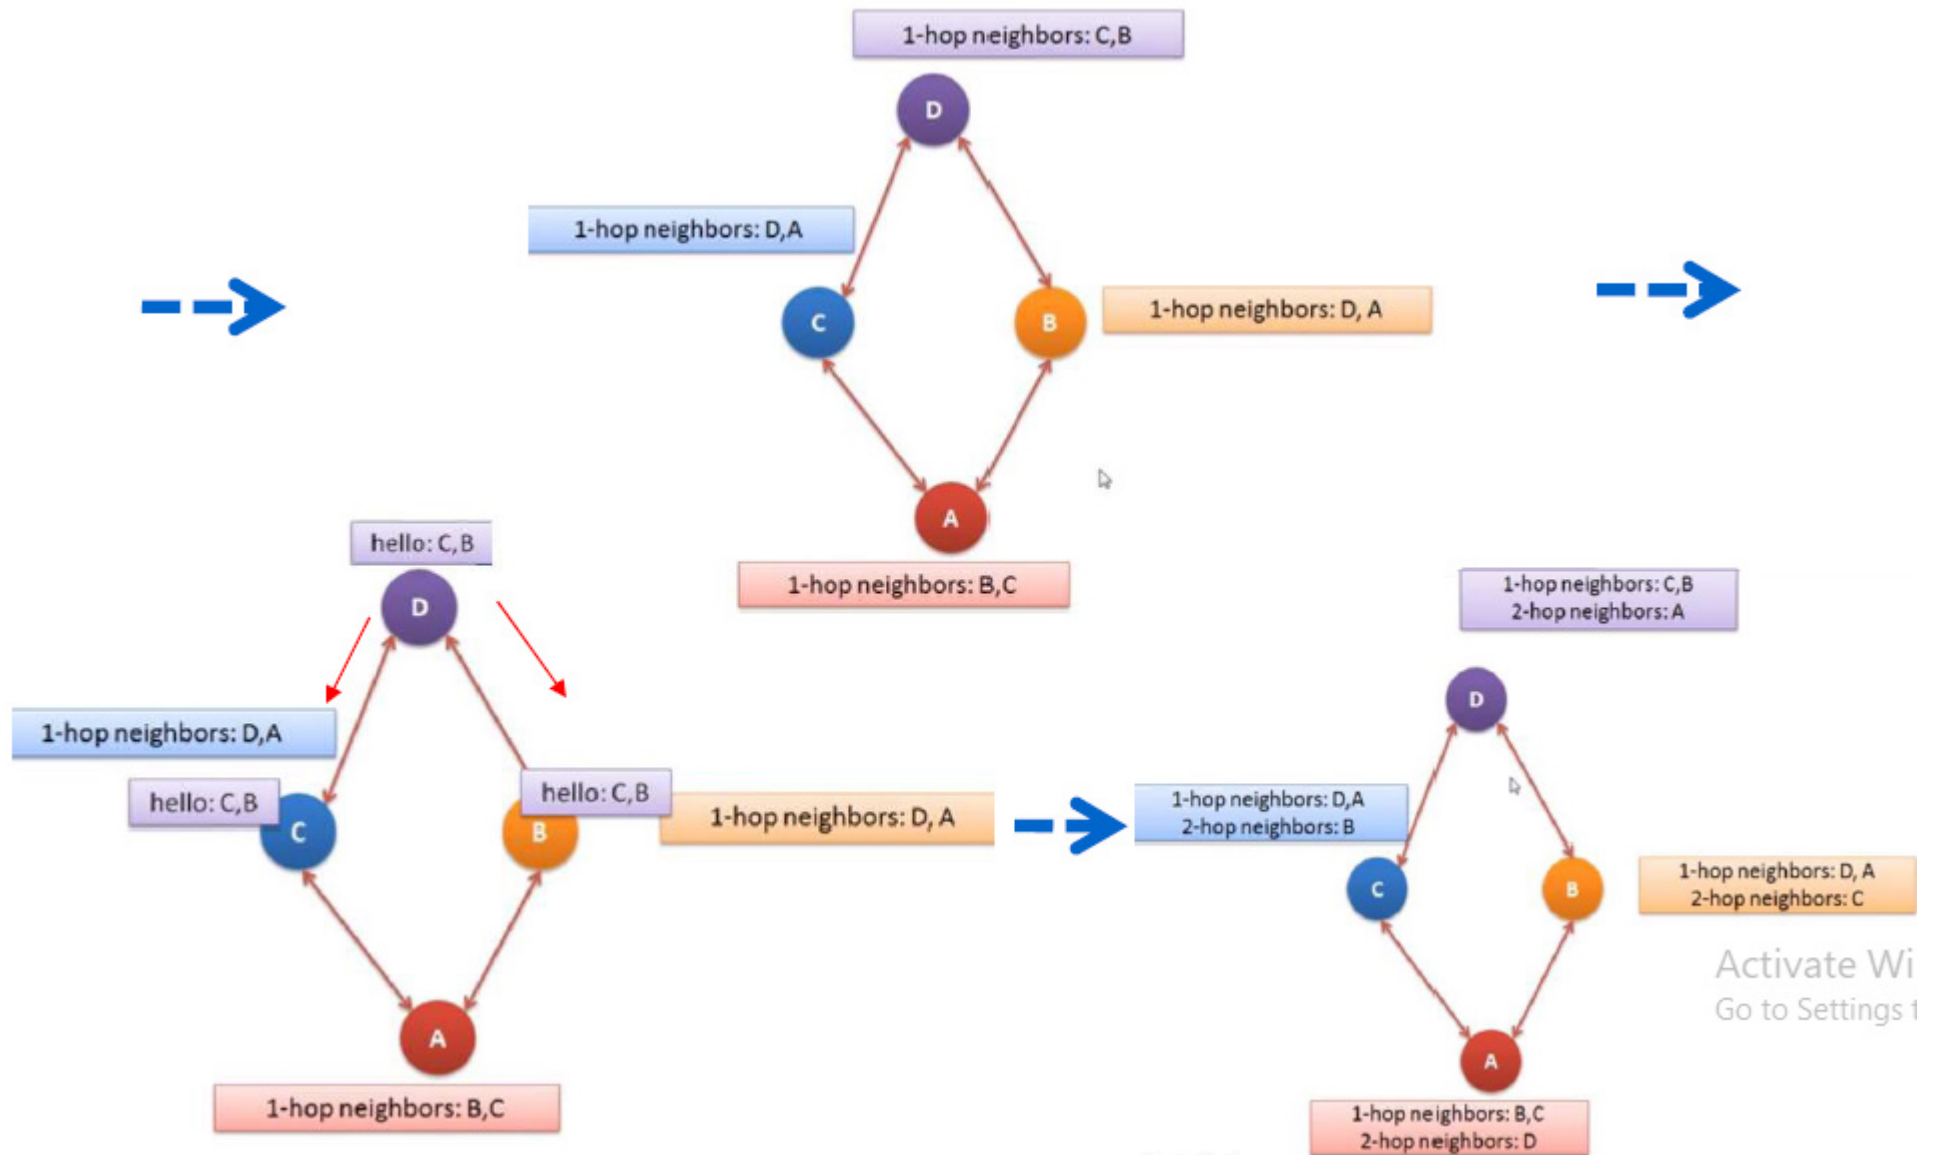 1-hop neighbors: C,B
D
1-hop neighbors: D,A
C
B
1-hop neighbors: D, A
A
1-hop neighbors: B,C
hello: C,B
D
1-hop neighbors: D,A
hello: C,B
C
hello: C,B
B
1-hop neighbors: D, A
A
1-hop neighbors: B,C
1-hop neighbors: C,B
2-hop neighbors: A
D
1-hop neighbors: D,A
2-hop neighbors: B
C
B
1-hop neighbors: D, A
2-hop neighbors: C
A
1-hop neighbors: B,C
2-hop neighbors: D
Activate Wi
Go to Settings t